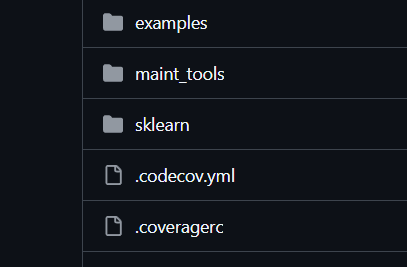 examples
maint_tools
sklearn
.codecov.yml
.coveragerc